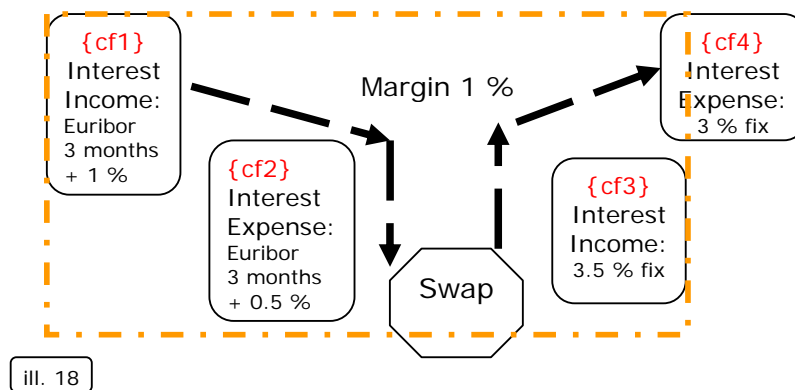 {cf1}
Interest
Income:
Euribor
3 months
+ 1 %
Margin 1 %
{cf4}
Interest
Expense:
3 % fix
{cf2}
Interest
Expense:
Euribor
3 months
+ 0.5 %
{cf3}
Interest
Income:
3.5 % fix
Swap
ill. 18